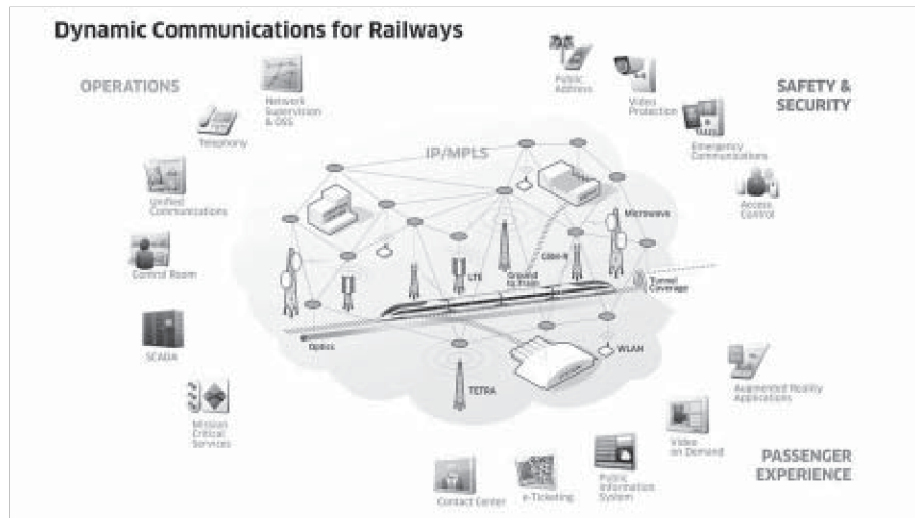 Dynamic Communications for Railways
OPERATIONS
Network
Supervision
& OSS
Telephony
Unified
Communications
Control Room
SCADA
Mission
Critical
Services
Public
Address
Video
Protection
SAFETY &
SECURITY
Emergency
Communications
Access
Control
IP/MPLS
Microwave
GSM-R
LTE
Ground
to Train
Tunnel
Coverage
Optics
WLAN
TETRA
Augmented Reality
Applications
Video
on Demand
Public
Information
System
e-Ticketing
Contact Center
PASSENGER
EXPERIENCE